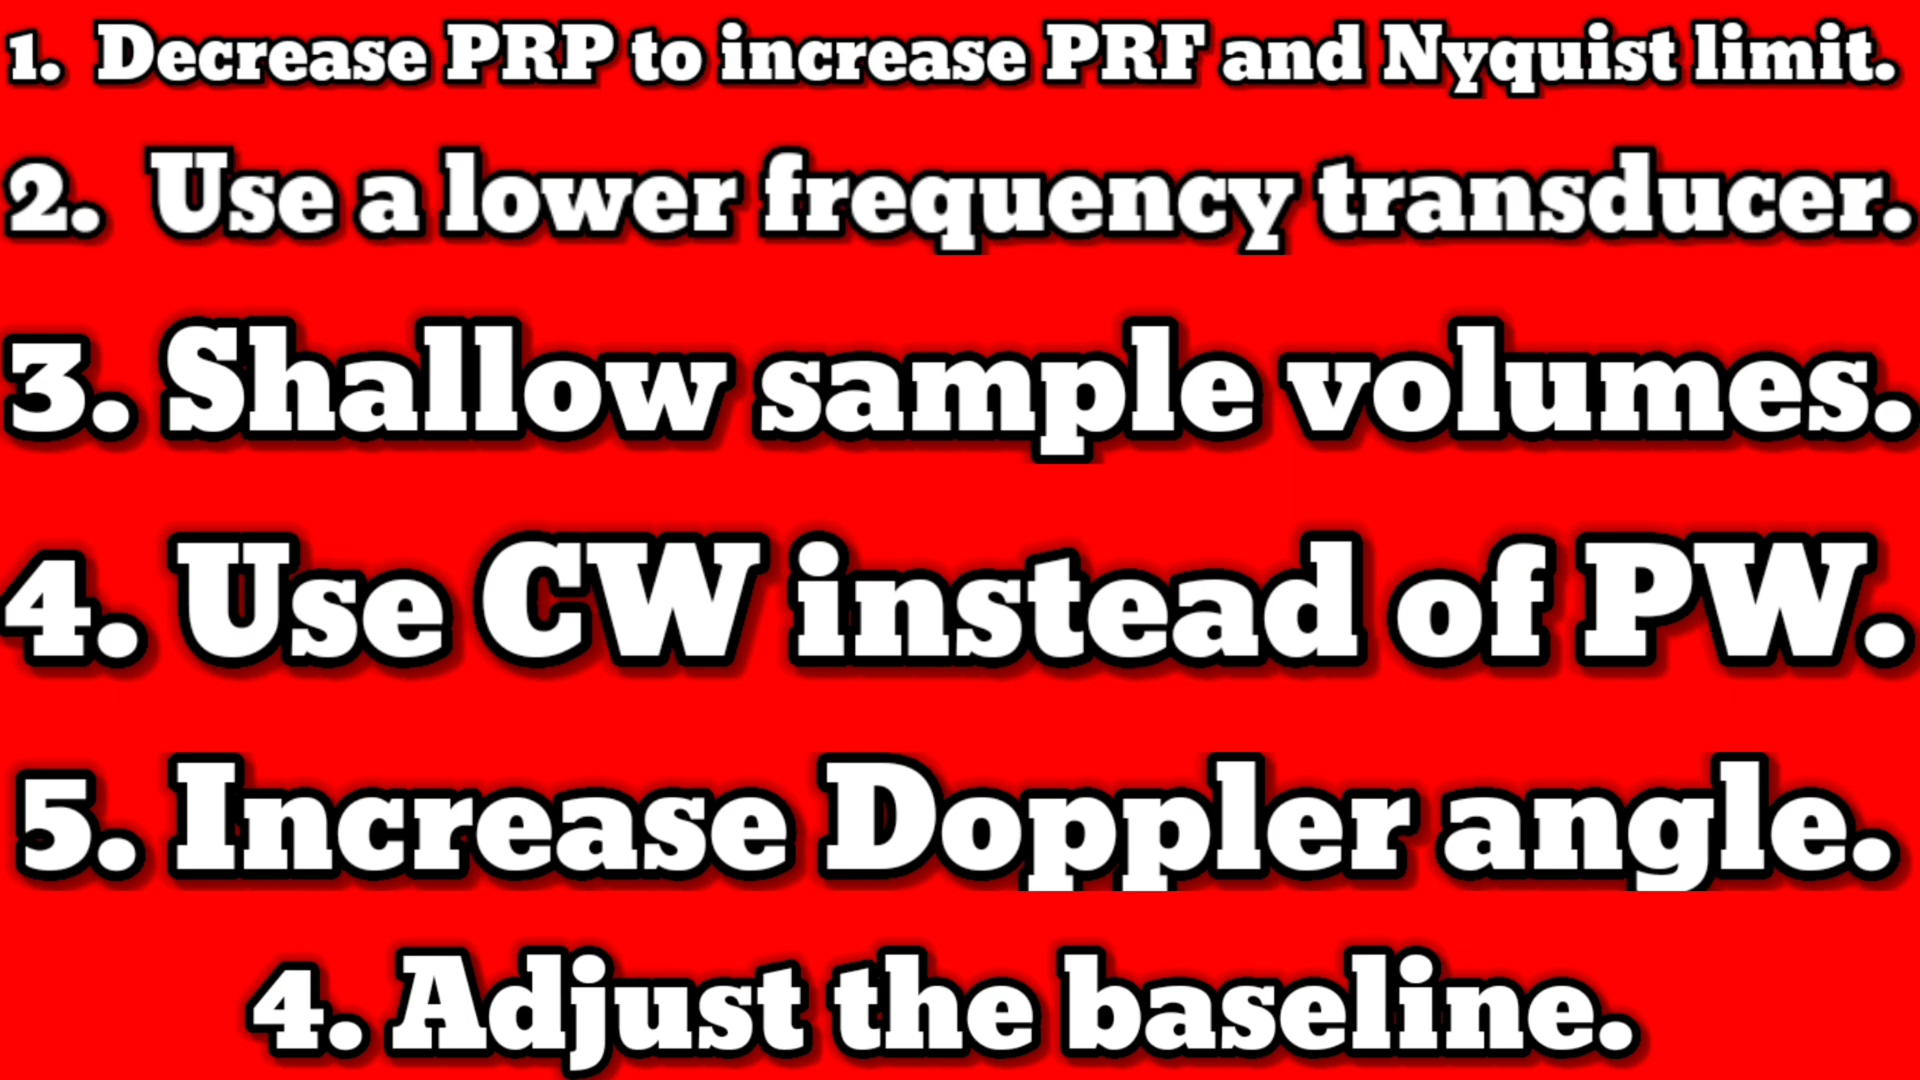 1. Decrease PRP to increase PRF and Nyquist limit.
2. Use a lower frequency transducer.
3. Shallow sample volumes.
4. Use CW instead of PW.
5. Increase Doppler angle.
4. Adjust the baseline.